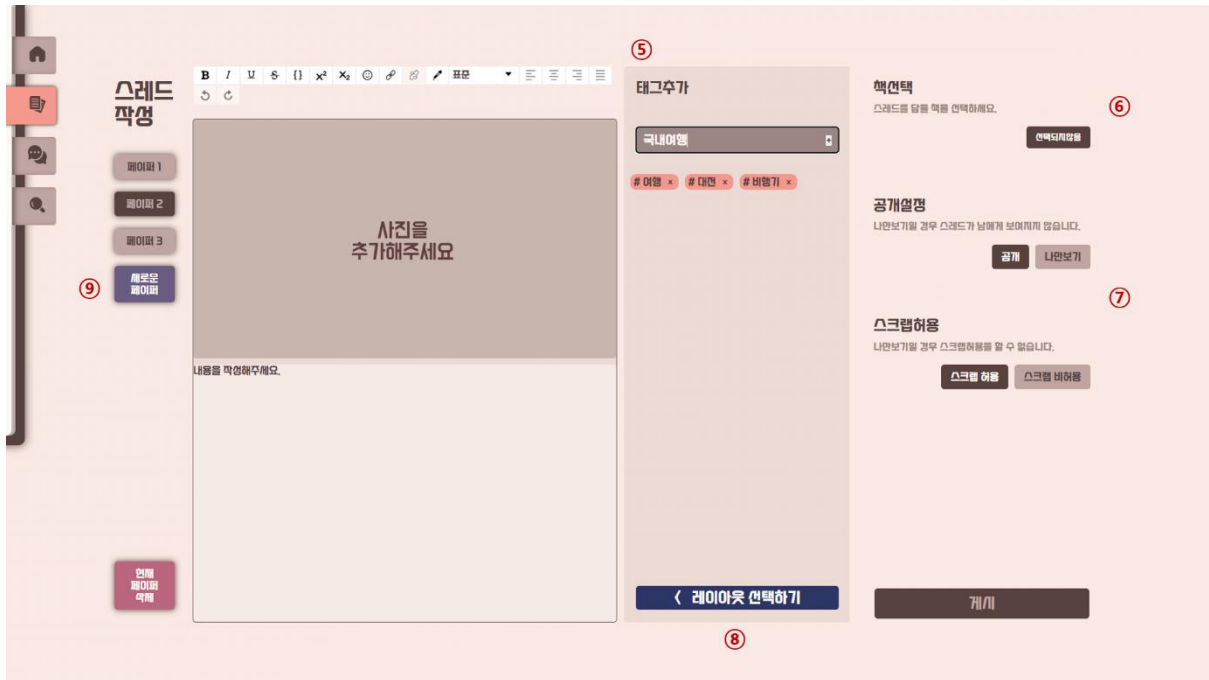 ⑤
스레드
작성
B I U S {} x² X₂ 표준
태그추가
책선택
스레드를 담을 책을 선택하세요.
⑥
국내여행
선택되지않음
페이퍼 1
# 여행 × # 대전 × # 비행기 ×
페이퍼 2
공개설정
나만보기일 경우 스레드가 남에게 보여지지 않습니다.
사진을
추가해주세요
페이퍼 3
공개 나만보기
⑨
새로운
페이퍼
⑦
스크랩허용
나만보기일 경우 스크랩허용을 할 수 없습니다.
내용을 작성해주세요.
스크랩 허용 스크랩 비허용
현재
페이퍼
삭제
〈 레이아웃 선택하기
게시
⑧